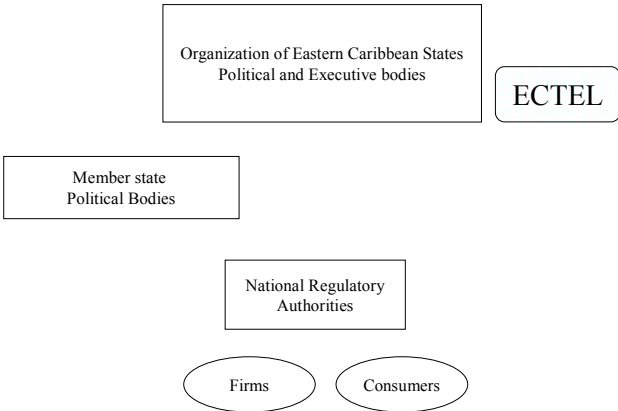 Organization of Eastern Caribbean States
Political and Executive bodies
ECTEL
Member state
Political Bodies
National Regulatory
Authorities
Firms
Consumers